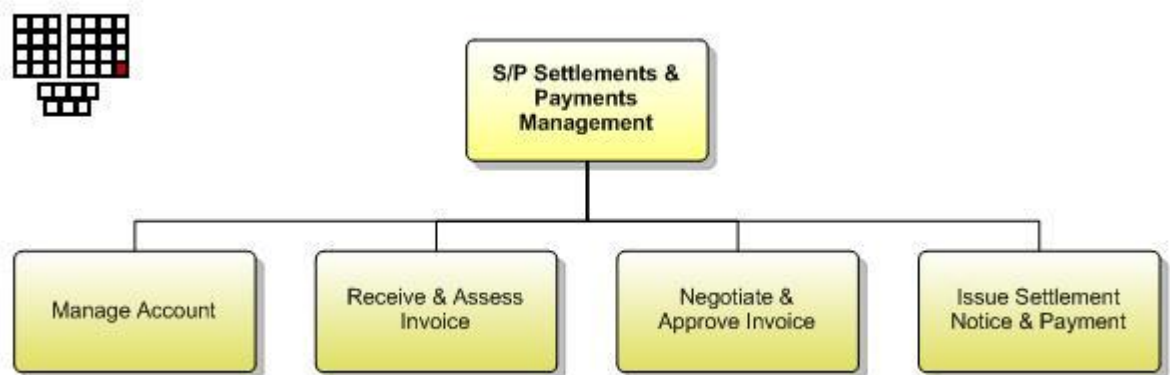 S/P Settlements &
Payments
Management
Manage Account
Receive & Assess
Invoice
Negotiate &
Approve Invoice
Issue Settlement
Notice & Payment